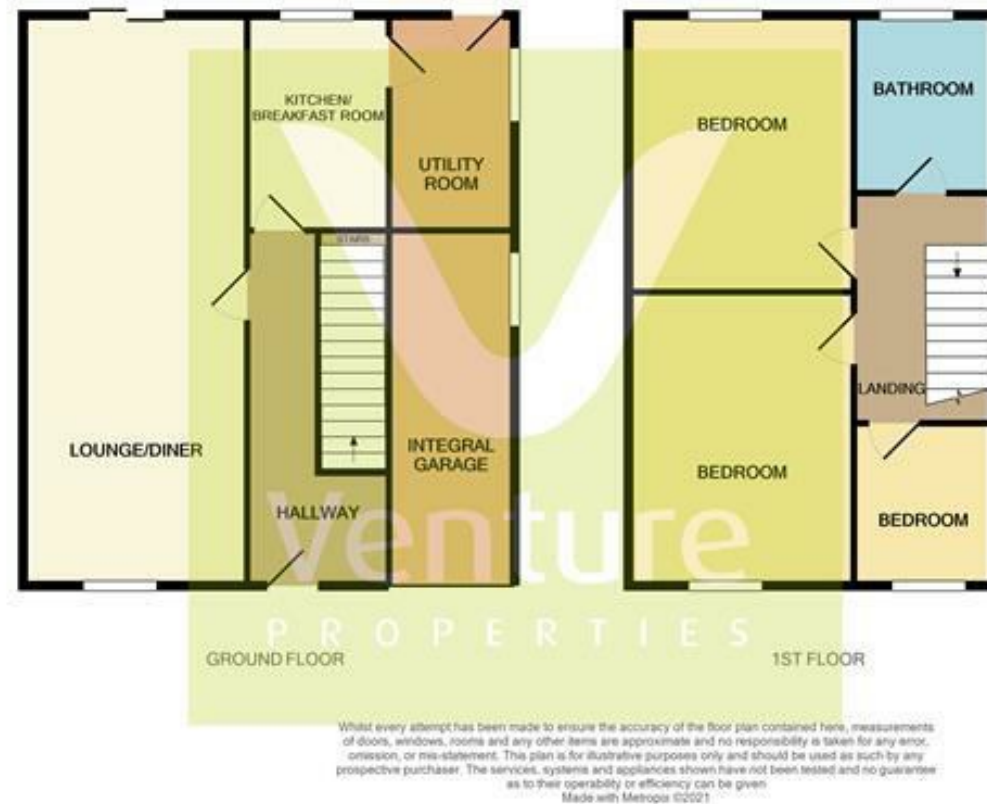 KITCHEN/
BREAKFAST ROOM
UTILITY
ROOM
STAIRS
LOUNGE/DINER
INTEGRAL
GARAGE
HALLWAY
BEDROOM
BATHROOM
LANDING
BEDROOM
BEDROOM
Venture
PROPERTIES
GROUND FLOOR
1ST FLOOR
Whilst every attempt has been made to ensure the accuracy of the floor plan contained here, measurements
of doors, windows, rooms and any other items are approximate and no responsibility is taken for any error,
omission, or mis-statement. This plan is for illustrative purposes only and should be used as such by any
prospective purchaser. The services, systems and appliances shown have not been tested and no guarantee
as to their operability or efficiency can be given
Made with Metropix ©2021